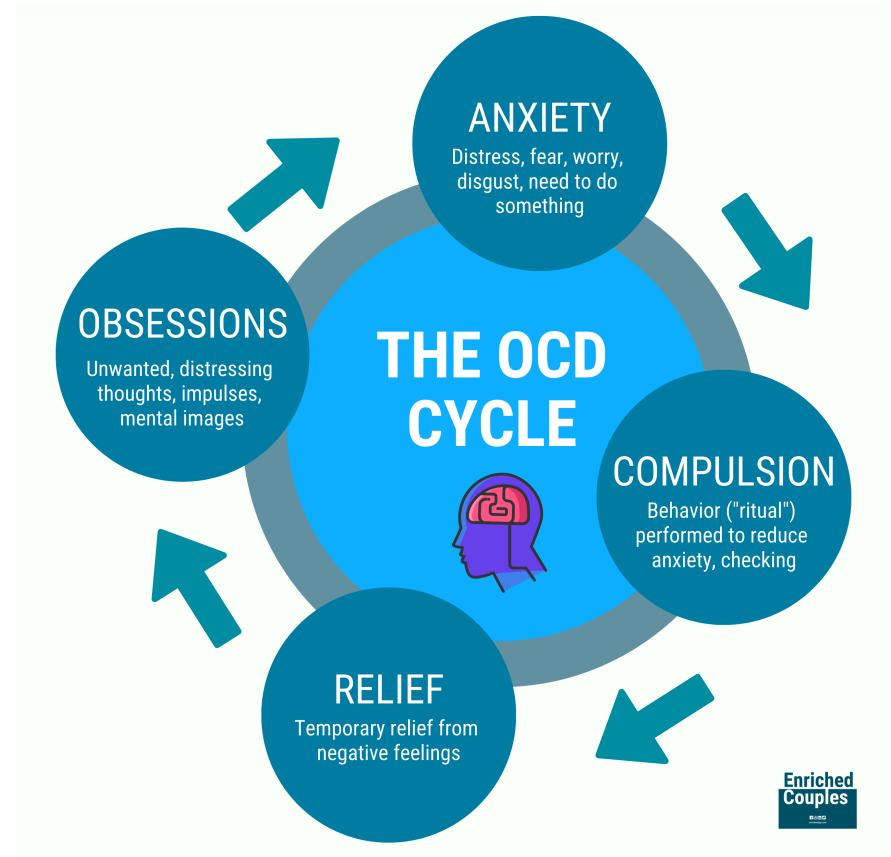 ANXIETY
Distress, fear, worry,
disgust, need to do
something
OBSESSIONS
Unwanted, distressing
thoughts, impulses,
mental images
THE OCD
CYCLE
COMPULSION
Behavior ("ritual")
performed to reduce
anxiety, checking
RELIEF
Temporary relief from
negative feelings
Enriched
Couples